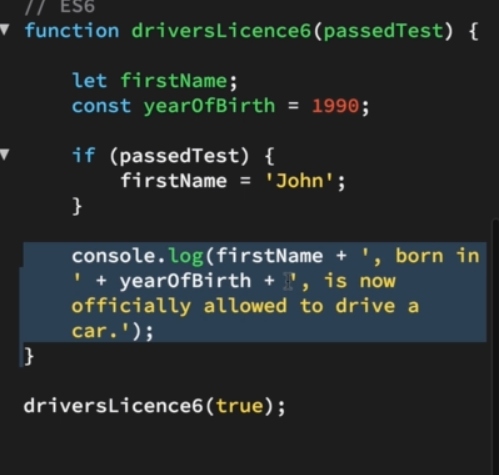 // ES6
function driversLicence6(passedTest) {
let firstName;
const yearOfBirth = 1990;
if (passedTest) {
firstName = 'John';
}
console.log(firstName + ', born in
' + yearOfBirth + ', is now
officially allowed to drive a
car.');
}
driversLicence6(true);